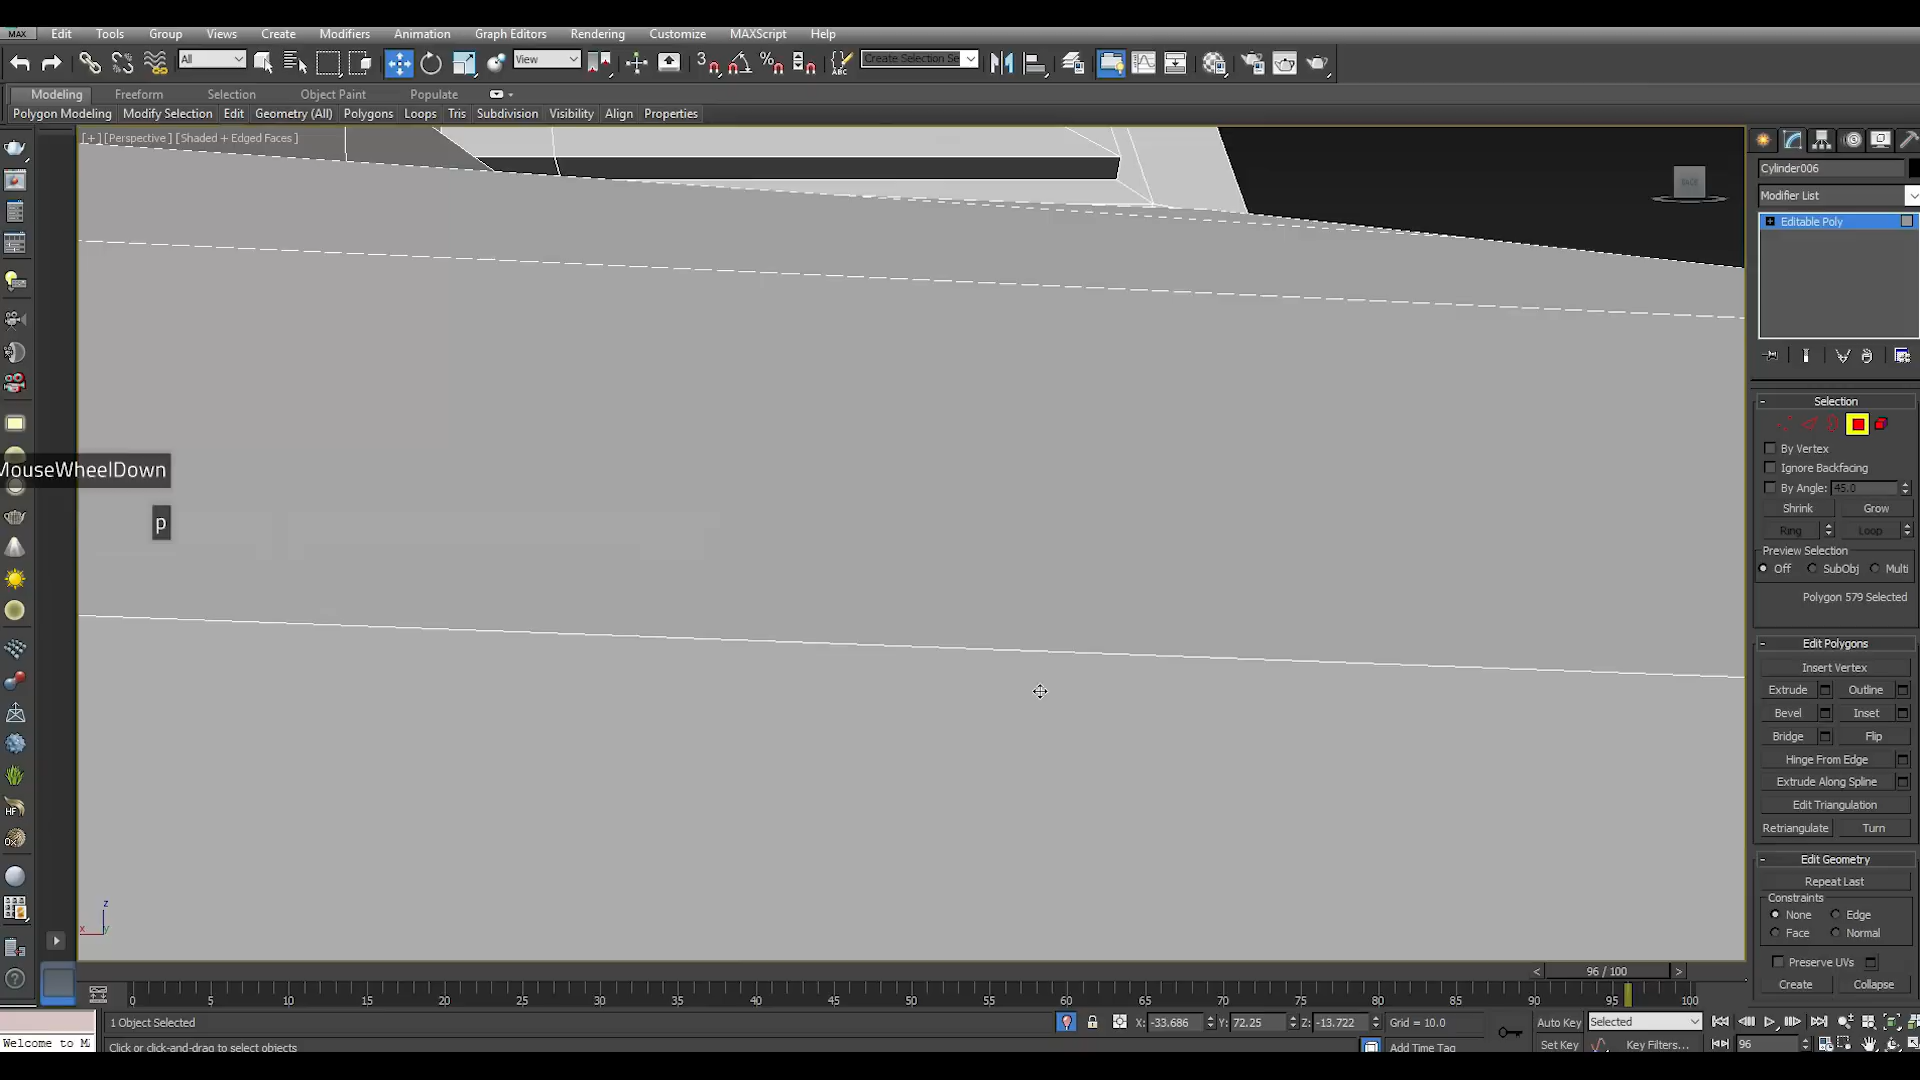 MAX Edit Tools Group Views Create Modifiers Animation Graph Editors Rendering Customize MAXScript Help
All View Create Selection Se
Modeling Freeform Selection Object Paint Populate
Polygon Modeling Modify Selection Edit Geometry (All) Polygons Loops Tris Subdivision Visibility Align Properties
[+] [Perspective ] [Shaded + Edged Faces ]
Cylinder006
Modifier List
Editable Poly
Selection
By Vertex
Ignore Backfacing
By Angle: 45.0
Shrink Grow
Ring Loop
Preview Selection
Off SubObj Multi
Polygon 579 Selected
Edit Polygons
Insert Vertex
Extrude Outline
Bevel Inset
Bridge Flip
Hinge From Edge
Extrude Along Spline
Edit Triangulation
Retriangulate Turn
Edit Geometry
Repeat Last
Constraints
None Edge
Face Normal
Preserve UVs
Create Collapse
MouseWheelDown
p
z
x y
< 96 / 100 >
0 5 10 15 20 25 30 35 40 45 50 55 60 65 70 75 80 85 90 95 100
1 Object Selected X: -33.686 Y: 72.25 Z: -13.722 Grid = 10.0 Auto Key Selected
Welcome to Click or click-and-drag to select objects Add Time Tag Set Key Key Filters... 96